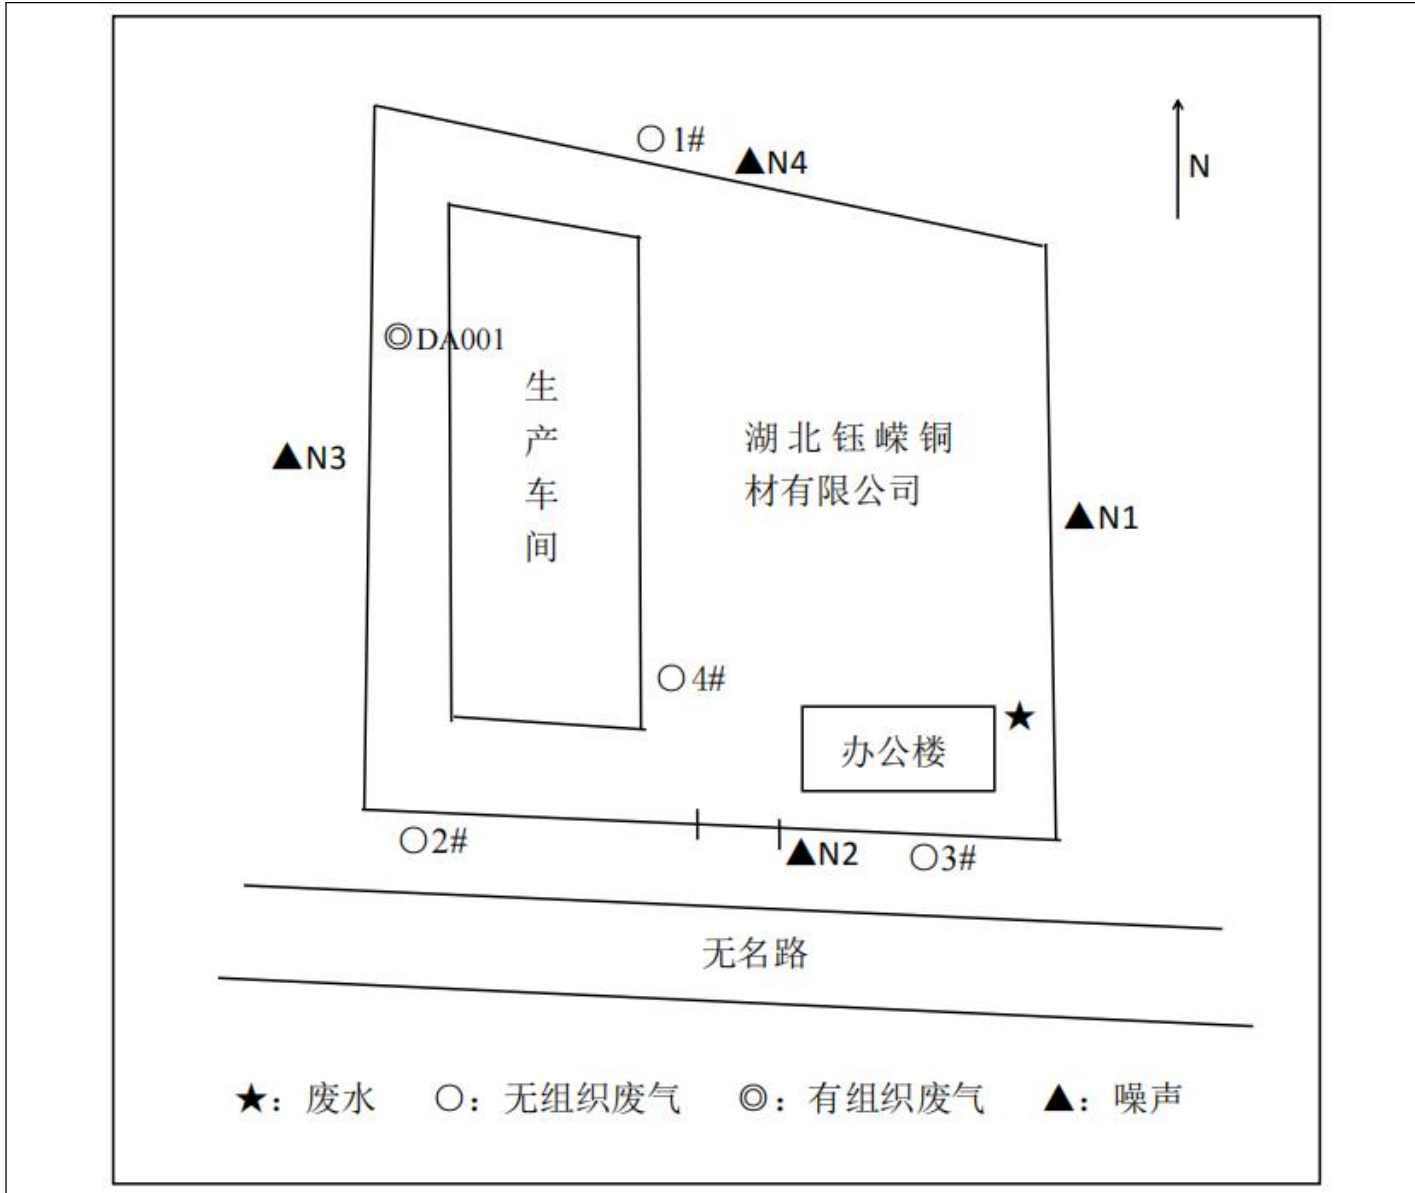 ○1#
▲N4
N
◎DA001
生产车间
湖北钰嵘铜
材有限公司
▲N3
▲N1
○4#
★
办公楼
○2#
▲N2
○3#
无名路
★：废水 ○：无组织废气 ◎：有组织废气 ▲：噪声